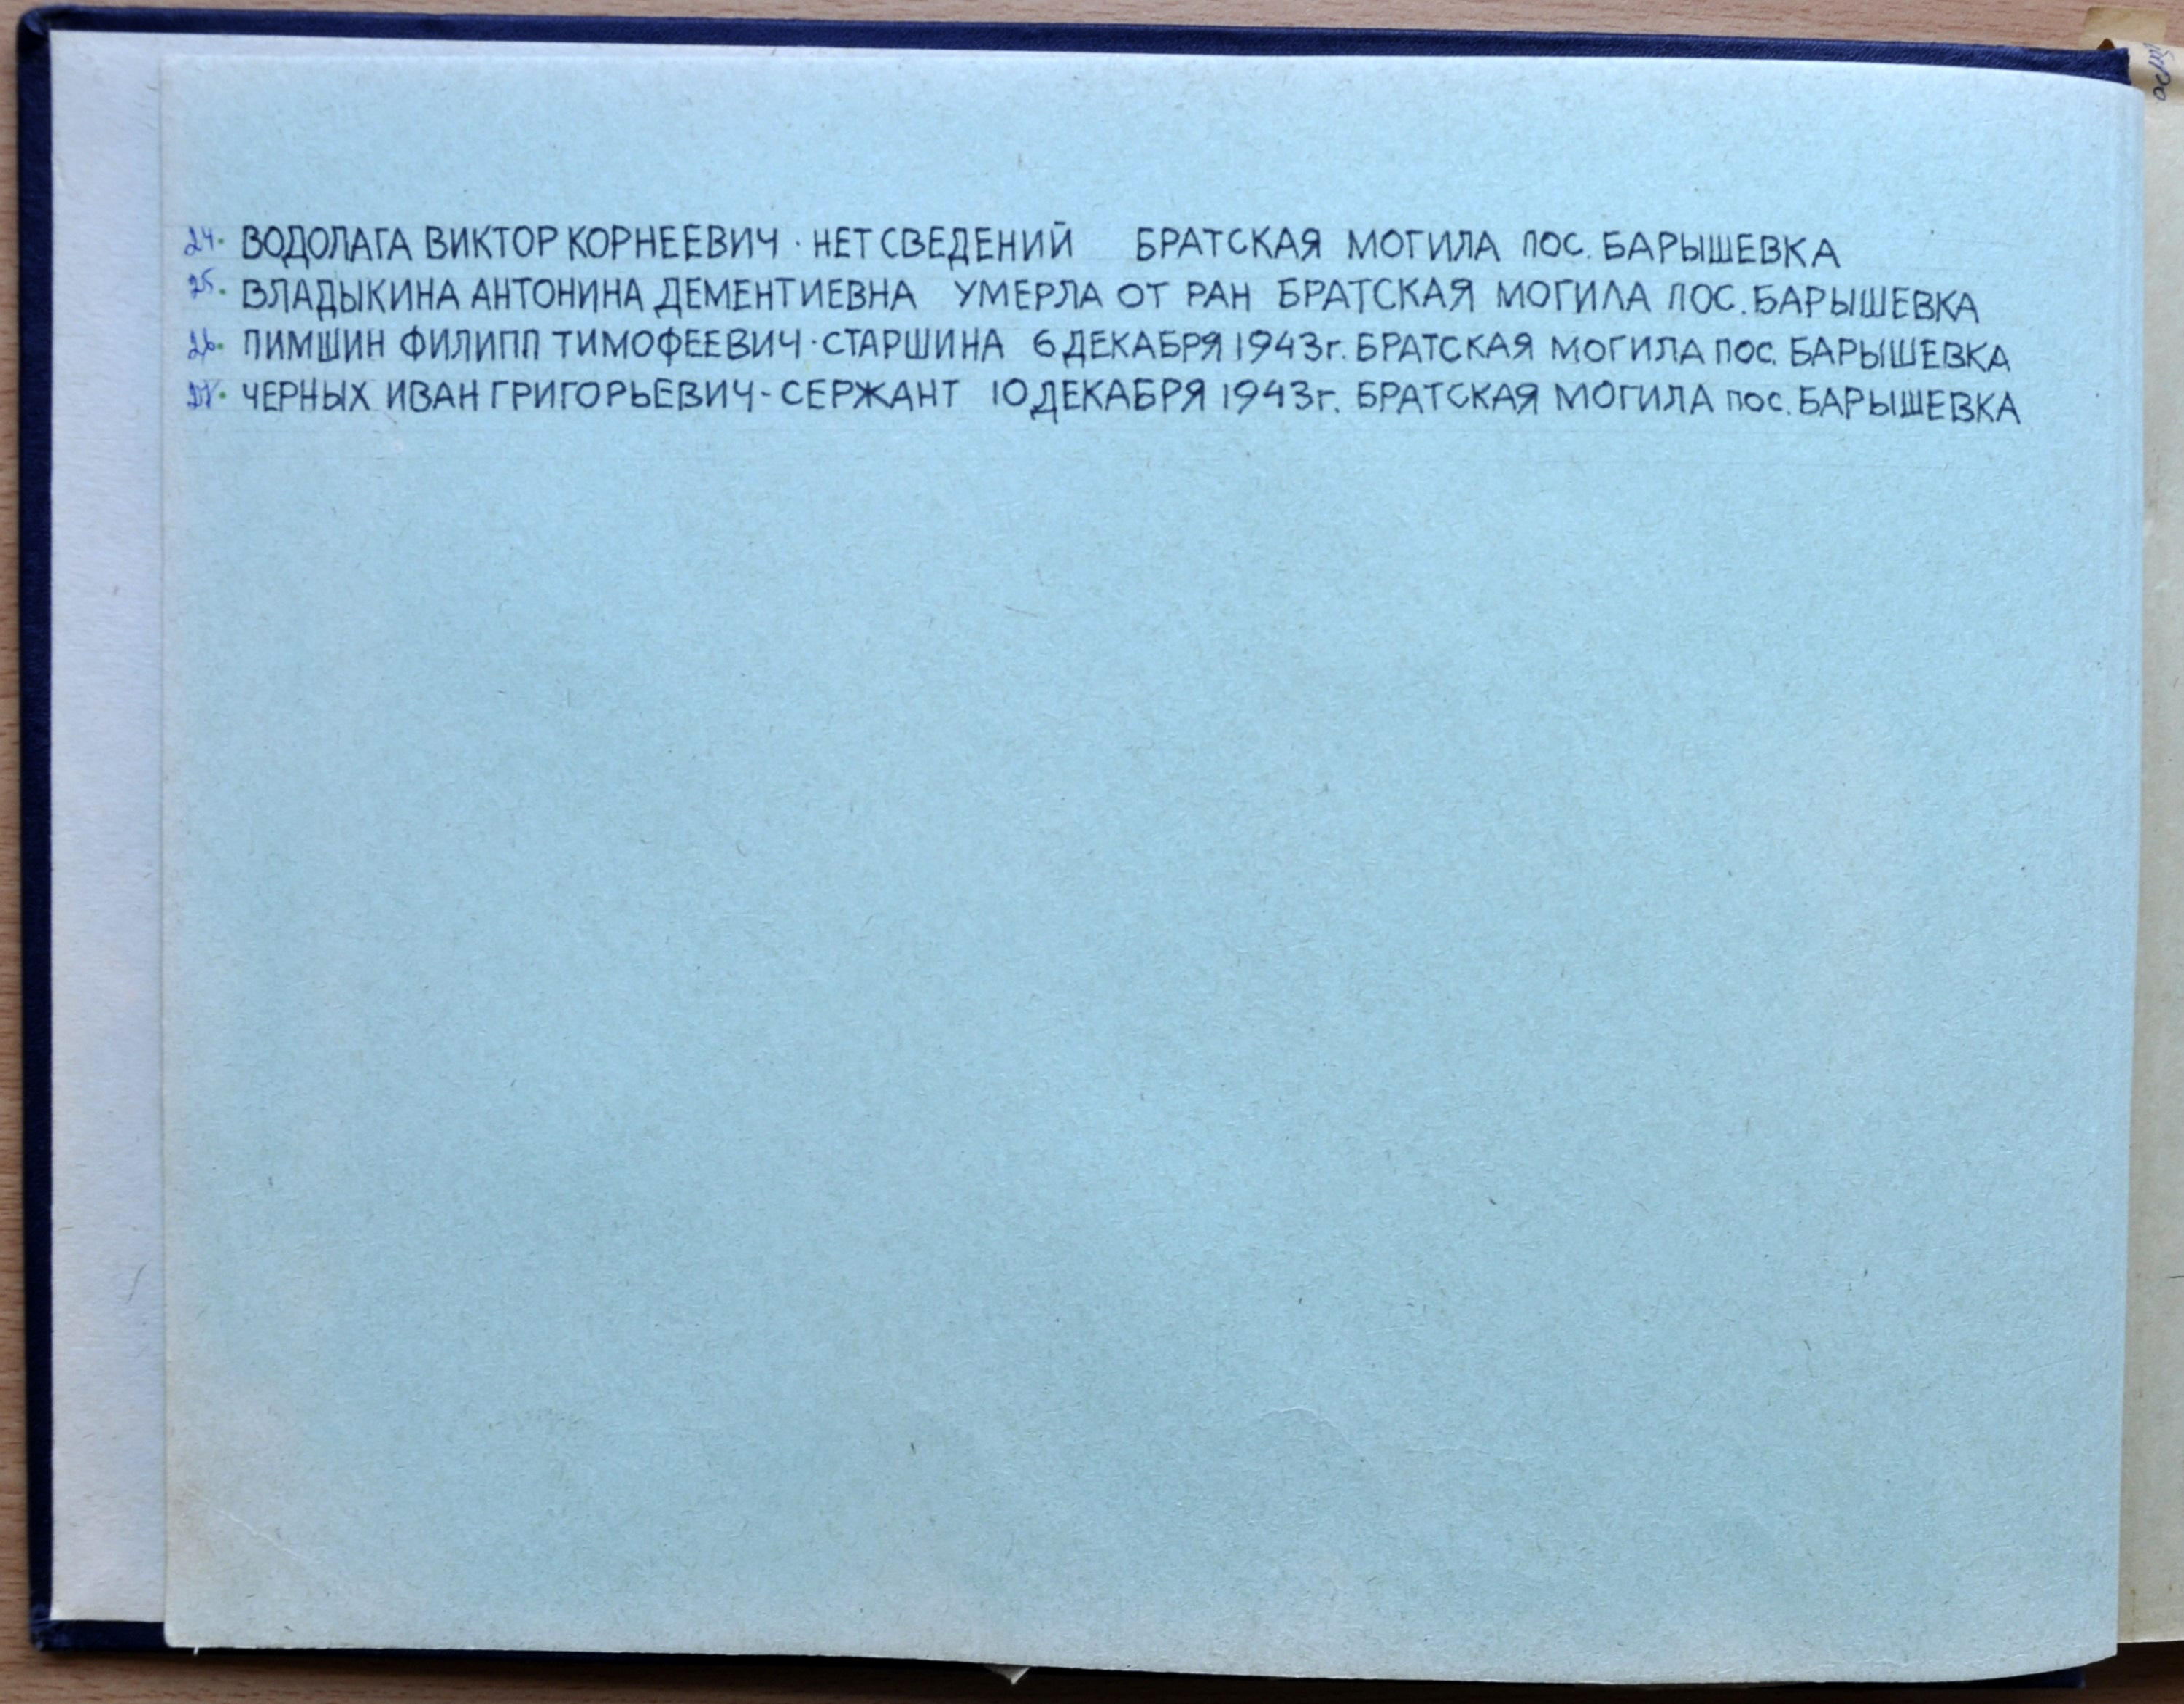 24. ВОДОЛАГА ВИКТОР КОРНЕЕВИЧ · НЕТ СВЕДЕНИЙ БРАТСКАЯ МОГИЛА ПОС. БАРЫШЕВКА
25. ВЛАДЫКИНА АНТОНИНА ДЕМЕНТИЕВНА УМЕРЛА ОТ РАН БРАТСКАЯ МОГИЛА ПОС. БАРЫШЕВКА
26. ПИМШИН ФИЛИПП ТИМОФЕЕВИЧ · СТАРШИНА 6 ДЕКАБРЯ 1943г. БРАТСКАЯ МОГИЛА ПОС. БАРЫШЕВКА
27. ЧЕРНЫХ ИВАН ГРИГОРЬЕВИЧ - СЕРЖАНТ 10 ДЕКАБРЯ 1943г. БРАТСКАЯ МОГИЛА ПОС. БАРЫШЕВКА